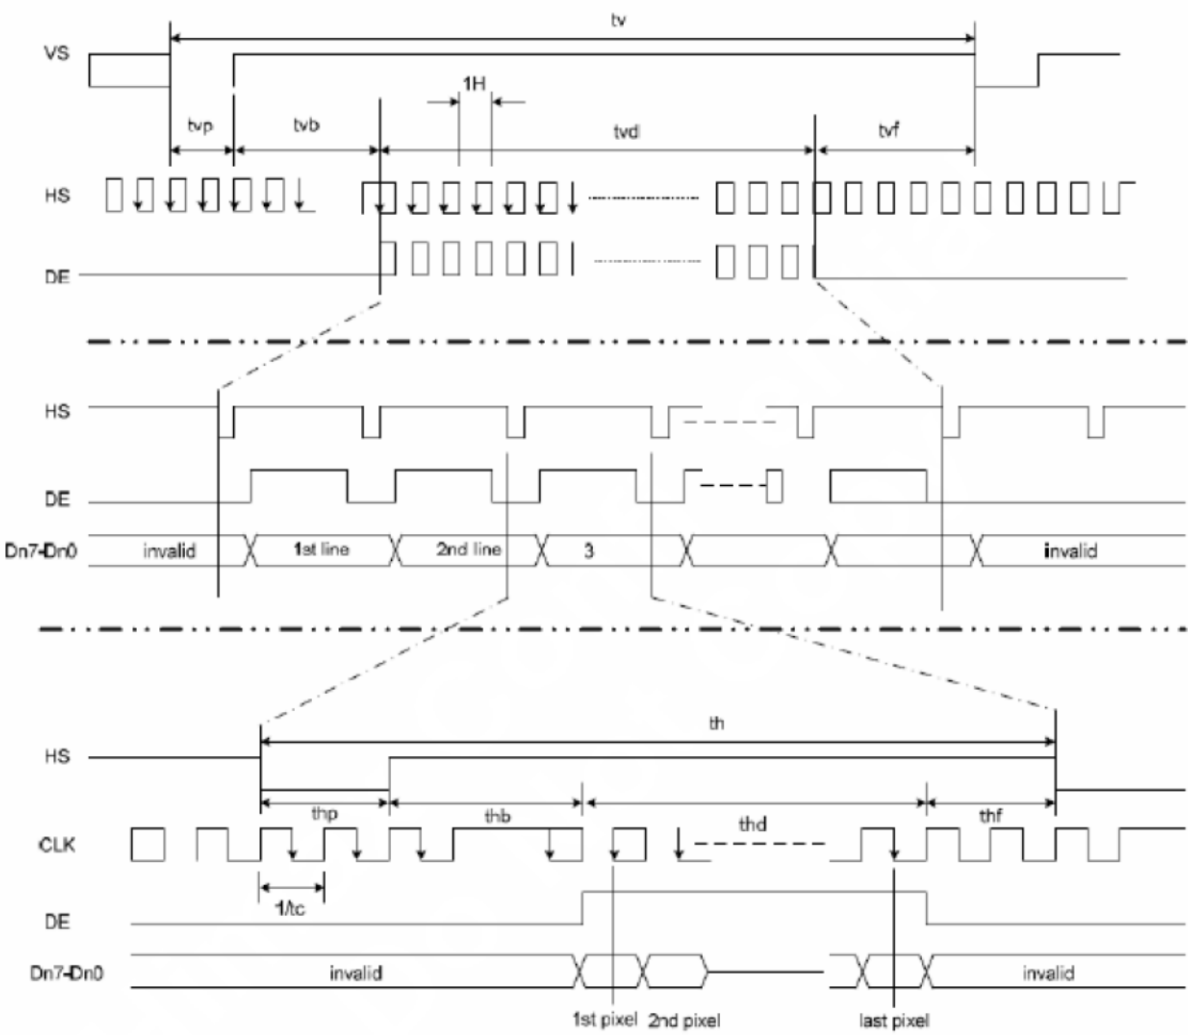 tv
VS
1H
tvp
tvb
tvd
tvf
HS
DE
HS
DE
Dn7-Dn0
invalid
1st line
2nd line
3
invalid
th
HS
thp
thb
thd
thf
CLK
1/tc
DE
Dn7-Dn0
invalid
invalid
1st pixel
2nd pixel
last pixel